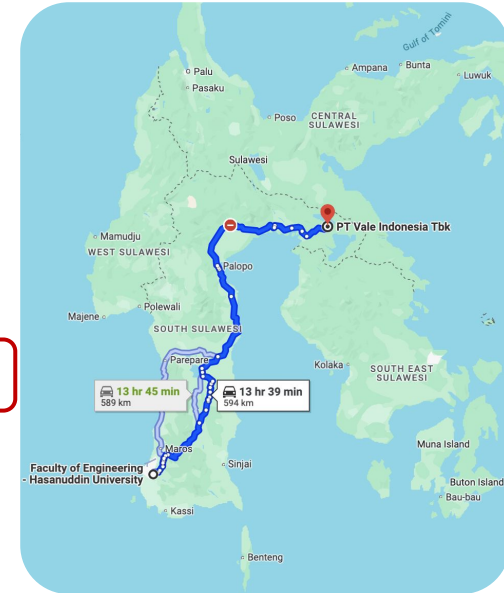 Gulf of Tomini
Palu
Pasaku
Ampana
Bunta
Luwuk
Poso
CENTRAL
SULAWESI
Sulawesi
PT Vale Indonesia Tbk
Mamudju
WEST SULAWESI
Palopo
Polewali
Majene
SOUTH SULAWESI
Parepare
Kolaka
SOUTH EAST
SULAWESI
13 hr 45 min
589 km
13 hr 39 min
594 km
Muna Island
Maros
Faculty of Engineering
- Hasanuddin University
Sinjai
Buton Island
Bau-bau
Kassi
Benteng